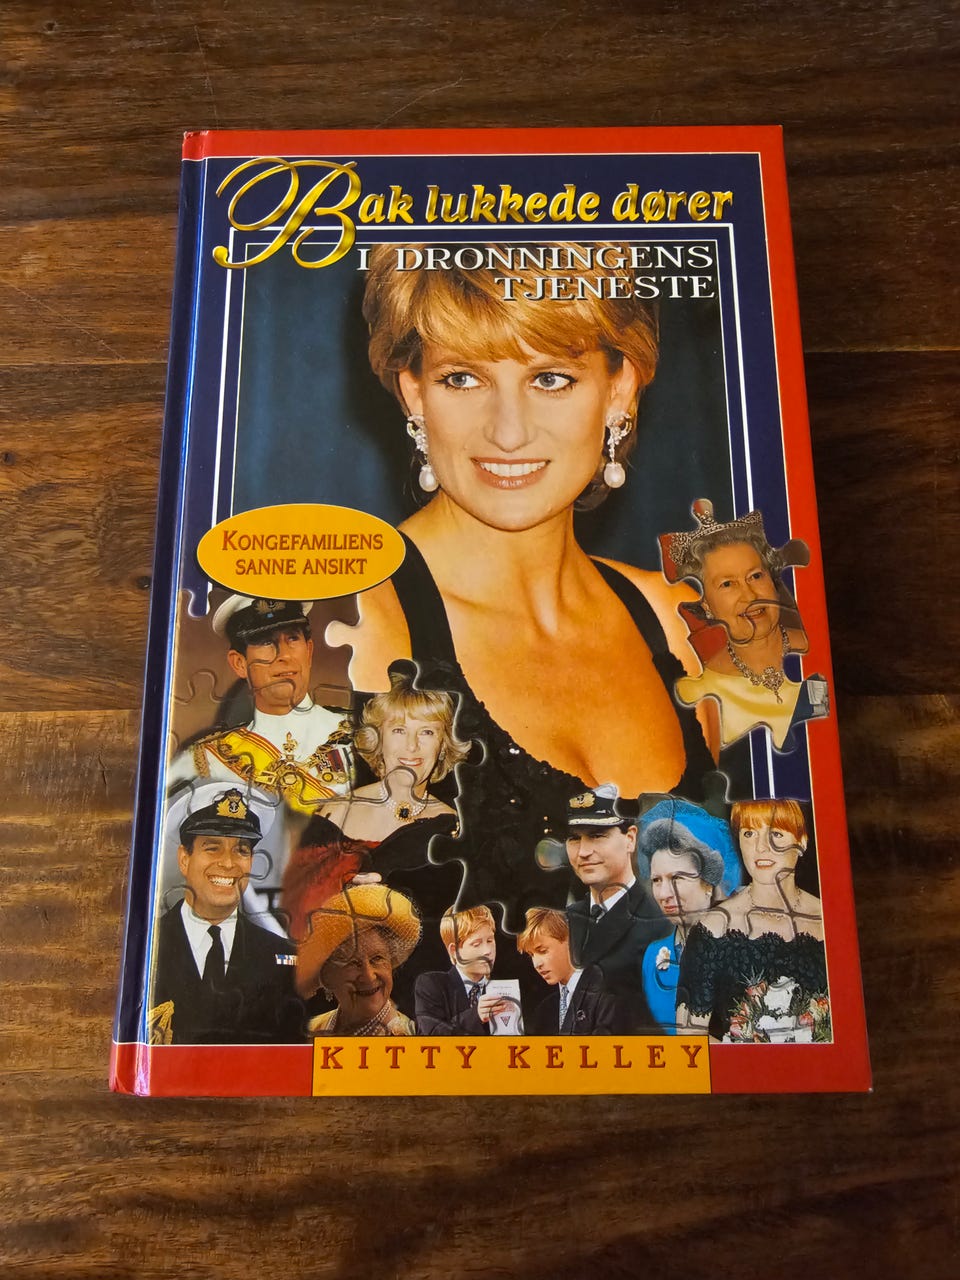 Bak lukkede dører
I DRONNINGENS
TJENESTE
KONGEFAMILIENS
SANNE ANSIKT
KITTY KELLEY